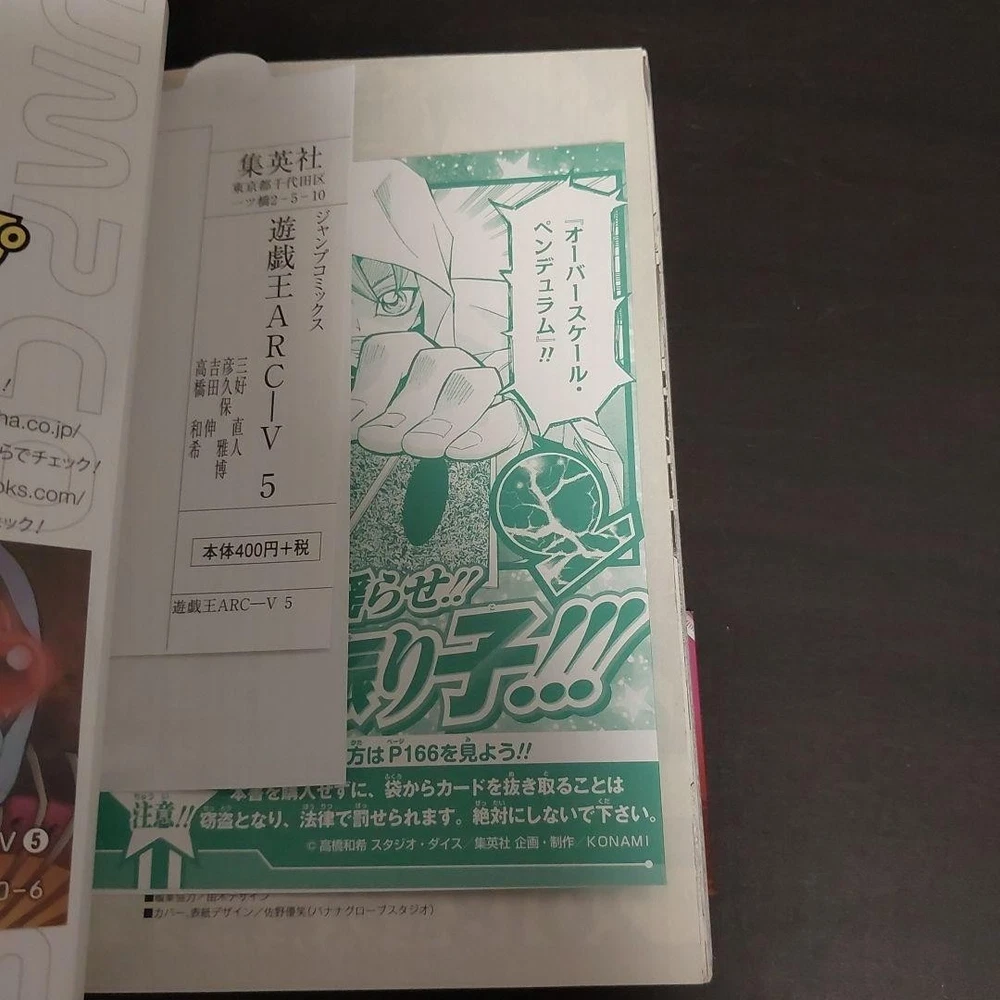 集英社
東京都千代田区
一ツ橋2-5-10
ジャンプコミックス
遊戯王ARC—V 5
三好 直人
彦久保 雅博
吉田 伸
高橋 和希
本体400円+税
遊戯王ARC—V 5
『オーバースケール・
ペンデュラム』!!
らせ!!
振り子!!!
方はP166を見よう!!
注意!!
本書を購入せずに、袋からカードを抜き取ることは
窃盗となり、法律で罰せられます。絶対にしないで下さい。
©高橋和希 スタジオ・ダイス/集英社 企画・制作/KONAMI
■カバー、表紙デザイン/佐野優笑(バナナグローブスタジオ)
ha.co.jp/
らでチェック!
oks.com/
ェック!
V 5
0-6